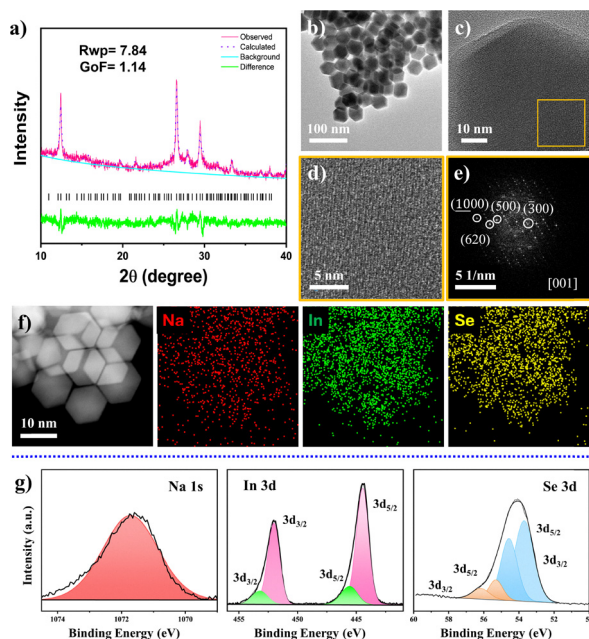 a)
Rwp= 7.84
GoF= 1.14
Observed
Calculated
Background
Difference
Intensity
10 20 30 40
2θ (degree)
b)
100 nm
c)
10 nm
d)
5 nm
e)
(1000) (500) (300)
(620)
5 1/nm
[001]
f)
10 nm
Na
In
Se
g)
Intensity (a.u.)
Na 1s
1074 1072 1070
Binding Energy (eV)
In 3d
3d3/2
3d5/2
3d3/2
3d5/2
455 450 445
Binding Energy (eV)
Se 3d
3d5/2
3d3/2
3d5/2
3d3/2
60 58 56 54 52
Binding Energy (eV)